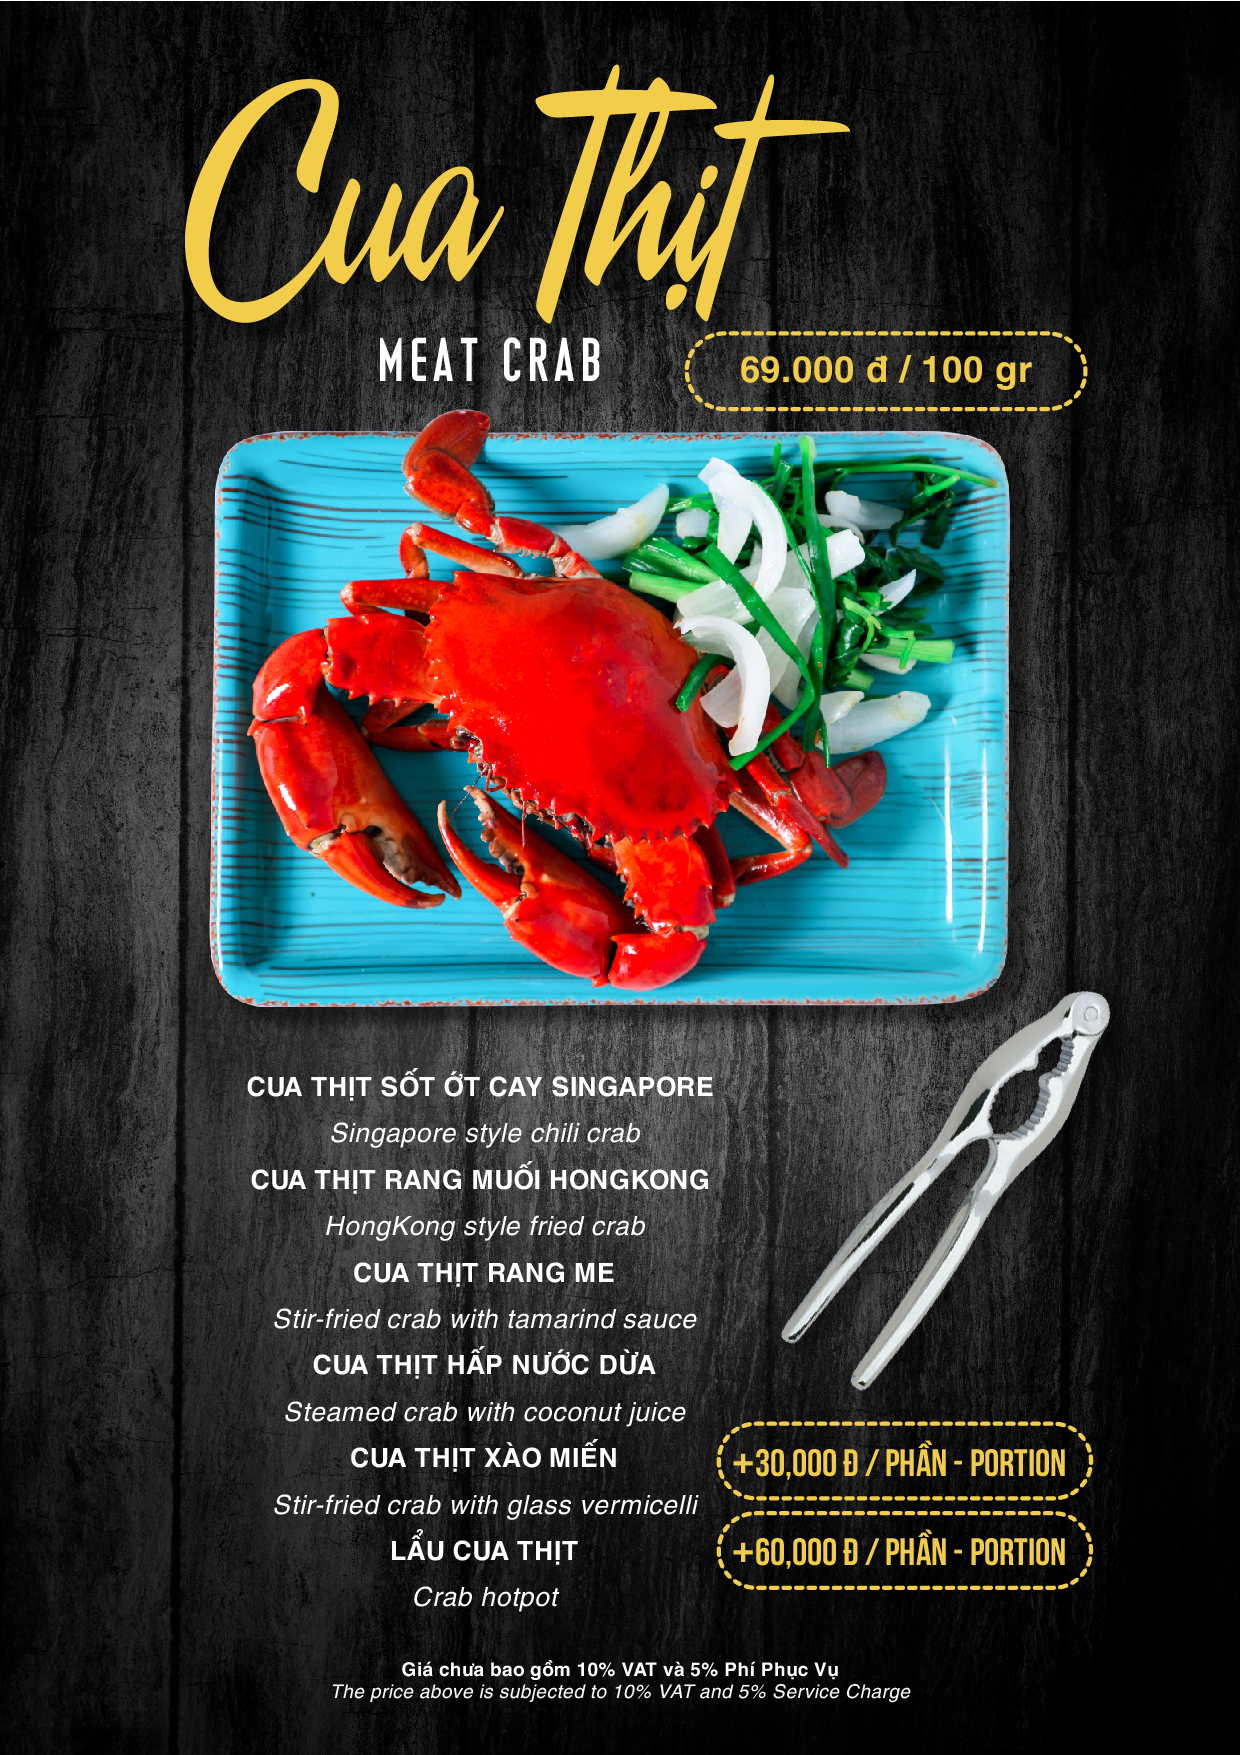 Cua Thịt
MEAT CRAB
69.000 đ / 100 gr
CUA THỊT SỐT ỚT CAY SINGAPORE
Singapore style chili crab
CUA THỊT RANG MUỐI HONGKONG
HongKong style fried crab
CUA THỊT RANG ME
Stir-fried crab with tamarind sauce
CUA THỊT HẤP NƯỚC DỪA
Steamed crab with coconut juice
CUA THỊT XÀO MIẾN
+30,000 Đ / PHẦN - PORTION
Stir-fried crab with glass vermicelli
LẨU CUA THỊT
+60,000 Đ / PHẦN - PORTION
Crab hotpot
Giá chưa bao gồm 10% VAT và 5% Phí Phục Vụ
The price above is subjected to 10% VAT and 5% Service Charge